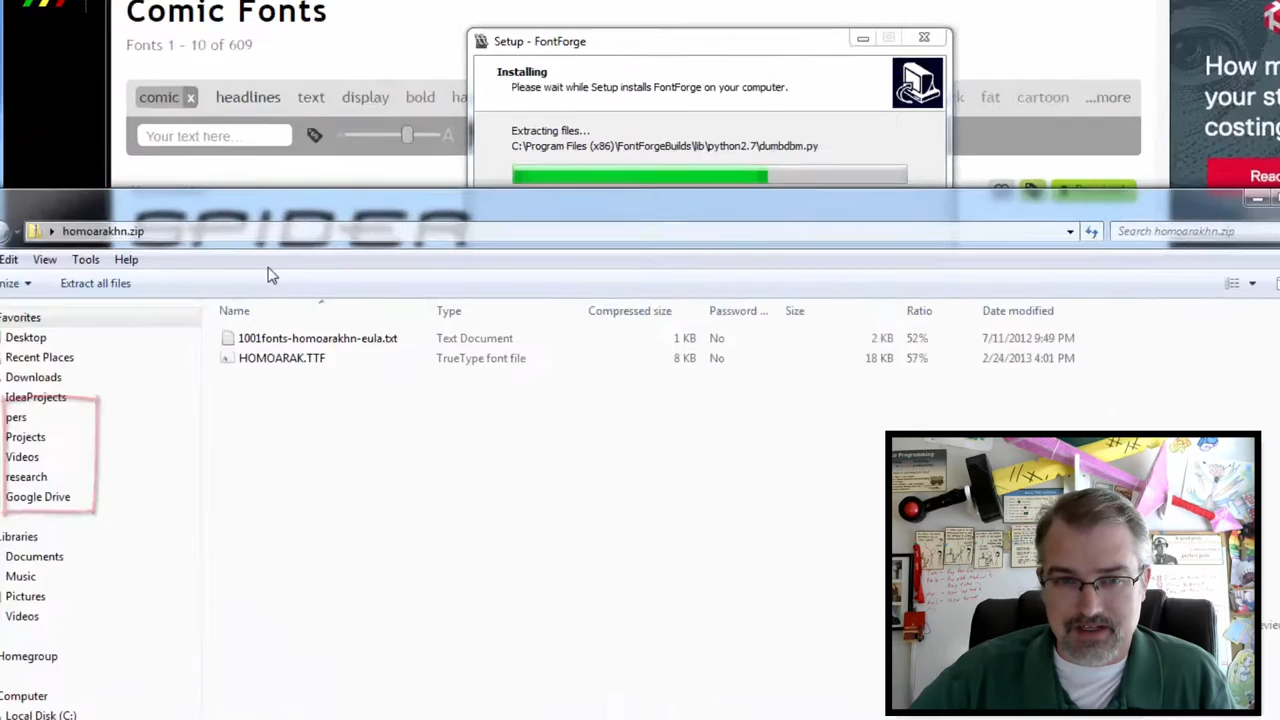 Comic Fonts
Fonts 1 - 10 of 609
comic x headlines text display bold fat cartoon ...more
Your text here... A
Setup - FontForge
Installing
Please wait while Setup installs FontForge on your computer.
Extracting files...
C:\Program Files (x86)\FontForgeBuilds\lib\python2.7\dumbdbm.py
How m
your st
costing
Read
SPIDER
homoarakhn.zip
Search homoarakhn.zip
Edit View Tools Help
nize Extract all files
Name Type Compressed size Password ... Size Ratio Date modified
1001fonts-homoarakhn-eula.txt Text Document 1 KB No 2 KB 52% 7/11/2012 9:49 PM
HOMOARAK.TTF TrueType font file 8 KB No 18 KB 57% 2/24/2013 4:01 PM
Favorites
Desktop
Recent Places
Downloads
IdeaProjects
pers
Projects
Videos
research
Google Drive
Libraries
Documents
Music
Pictures
Videos
Homegroup
Computer
Local Disk (C:)